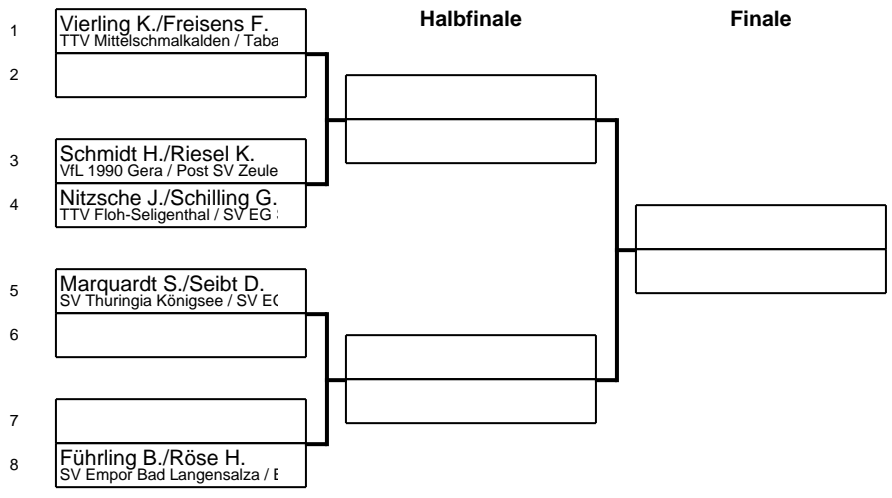 Halbfinale
Finale
1
Vierling K./Freisens F.
TTV Mittelschmalkalden / Taba
2
3
Schmidt H./Riesel K.
VfL 1990 Gera / Post SV Zeule
4
Nitzsche J./Schilling G.
TTV Floh-Seligenthal / SV EG
5
Marquardt S./Seibt D.
SV Thuringia Königsee / SV EG
6
7
8
Führling B./Röse H.
SV Empor Bad Langensalza /